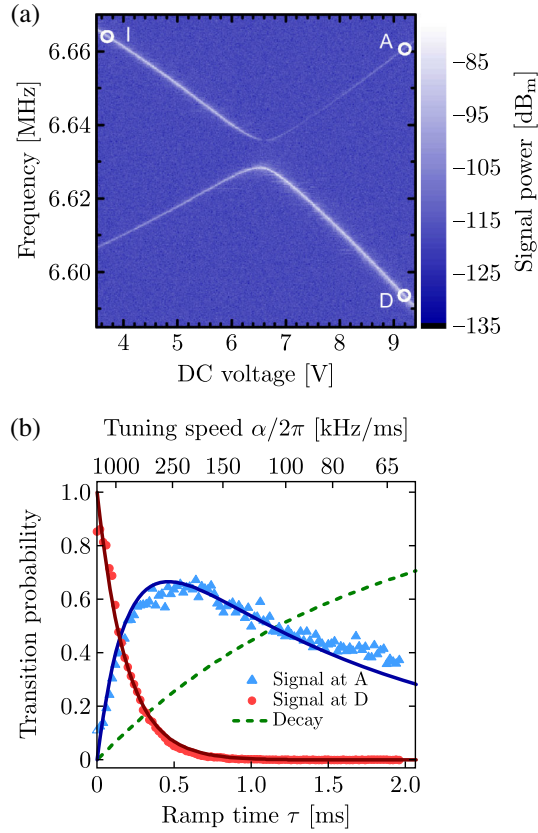 (a)
6.66
6.64
6.62
6.60
Frequency [MHz]
I
A
D
4 5 6 7 8 9
DC voltage [V]
−85
−95
−105
−115
−125
−135
Signal power [dBm]
(b)
Tuning speed α/2π [kHz/ms]
1000 250 150 100 80 65
1.0
0.8
0.6
0.4
0.2
0
Transition probability
Signal at A
Signal at D
Decay
0 0.5 1.0 1.5 2.0
Ramp time τ [ms]